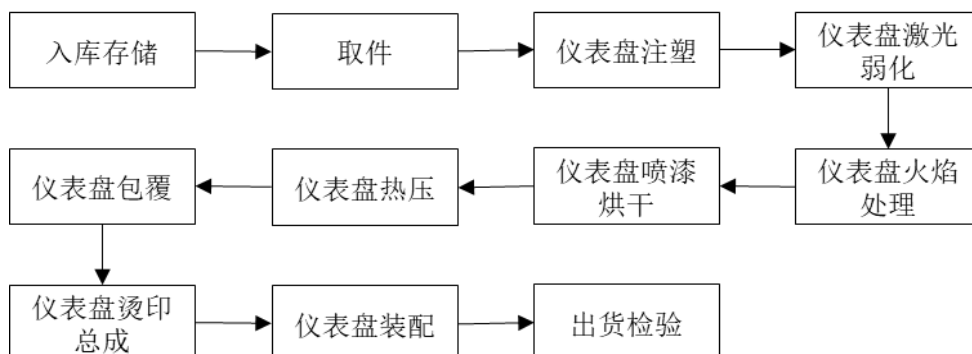 入库存储
取件
仪表盘注塑
仪表盘激光
弱化
仪表盘包覆
仪表盘热压
仪表盘喷漆
烘干
仪表盘火焰
处理
仪表盘烫印
总成
仪表盘装配
出货检验